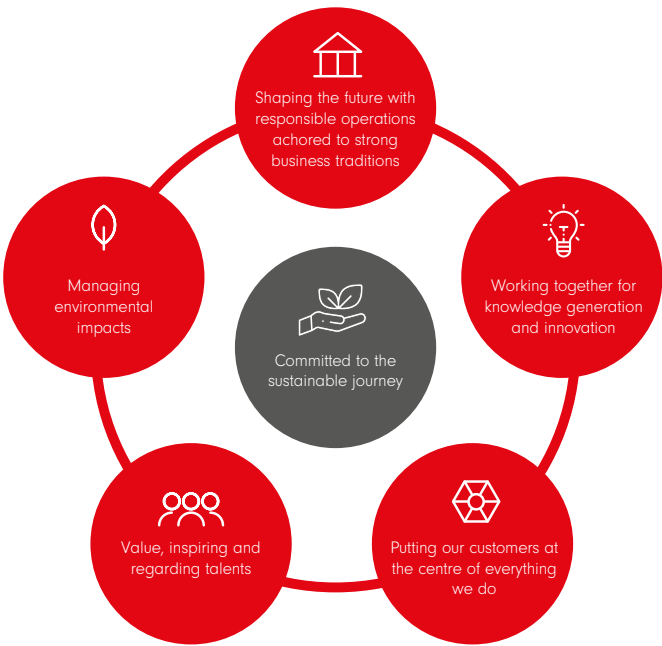 Shaping the future with
responsible operations
achored to strong
business traditions
Managing
environmental
impacts
Working together for
knowledge generation
and innovation
Committed to the
sustainable journey
Value, inspiring and
regarding talents
Putting our customers at
the centre of everything
we do